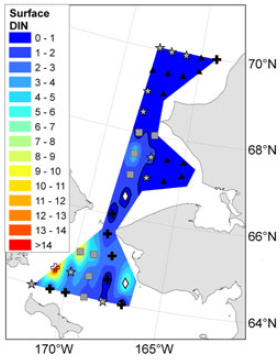 Surface
DIN
0 - 1
1 - 2
2 - 3
3 - 4
4 - 5
5 - 6
6 - 7
7 - 8
8 - 9
9 - 10
10 - 11
11 - 12
12 - 13
13 - 14
>14
70°N
68°N
66°N
64°N
170°W
165°W